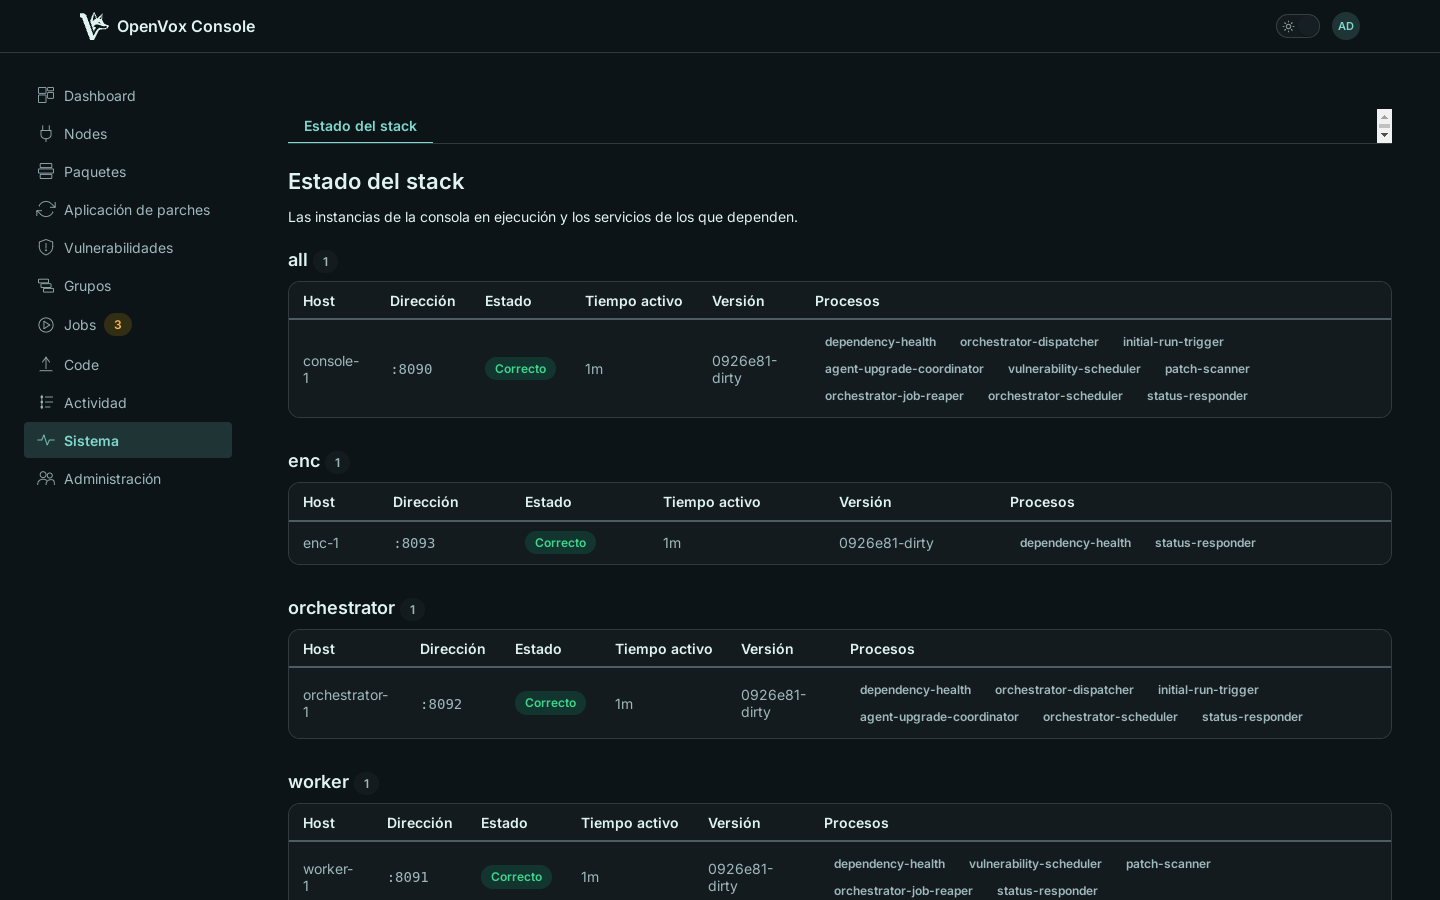 OpenVox Console
AD
Dashboard
Nodes
Paquetes
Aplicación de parches
Vulnerabilidades
Grupos
Jobs 3
Code
Actividad
Sistema
Administración
Estado del stack
Estado del stack
Las instancias de la consola en ejecución y los servicios de los que dependen.
all 1
Host Dirección Estado Tiempo activo Versión Procesos
console-
1
:8090
Correcto
1m
0926e81-
dirty
dependency-health orchestrator-dispatcher initial-run-trigger
agent-upgrade-coordinator vulnerability-scheduler patch-scanner
orchestrator-job-reaper orchestrator-scheduler status-responder
enc 1
Host Dirección Estado Tiempo activo Versión Procesos
enc-1 :8093 Correcto 1m 0926e81-dirty dependency-health status-responder
orchestrator 1
Host Dirección Estado Tiempo activo Versión Procesos
orchestrator-
1
:8092
Correcto
1m
0926e81-
dirty
dependency-health orchestrator-dispatcher initial-run-trigger
agent-upgrade-coordinator orchestrator-scheduler status-responder
worker 1
Host Dirección Estado Tiempo activo Versión Procesos
worker-
1
:8091
Correcto
1m
0926e81-
dirty
dependency-health vulnerability-scheduler patch-scanner
orchestrator-job-reaper status-responder